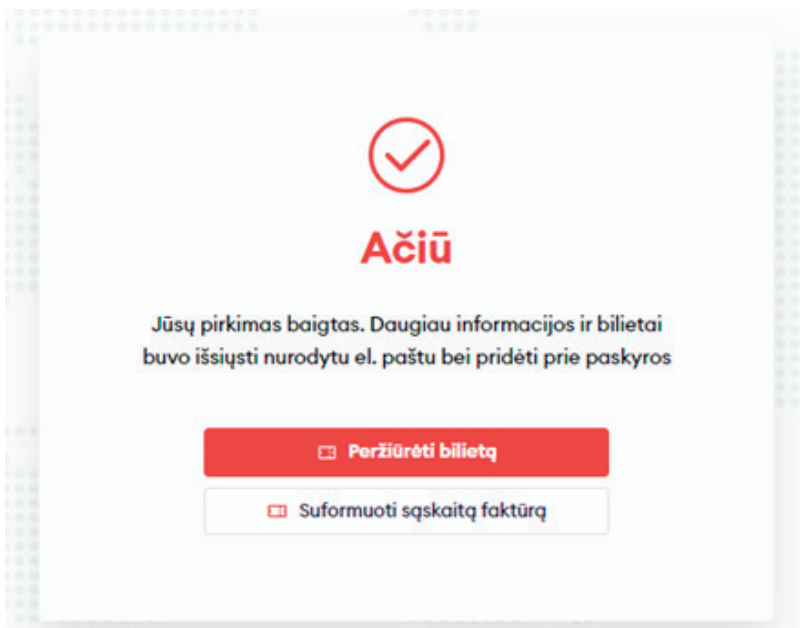 Ačiū
Jūsų pirkimas baigtas. Daugiau informacijos ir bilietai
buvo išsiųsti nurodytu el. paštu bei pridėti prie paskyros
Peržiūrėti bilietą
Suformuoti sąskaitą faktūrą